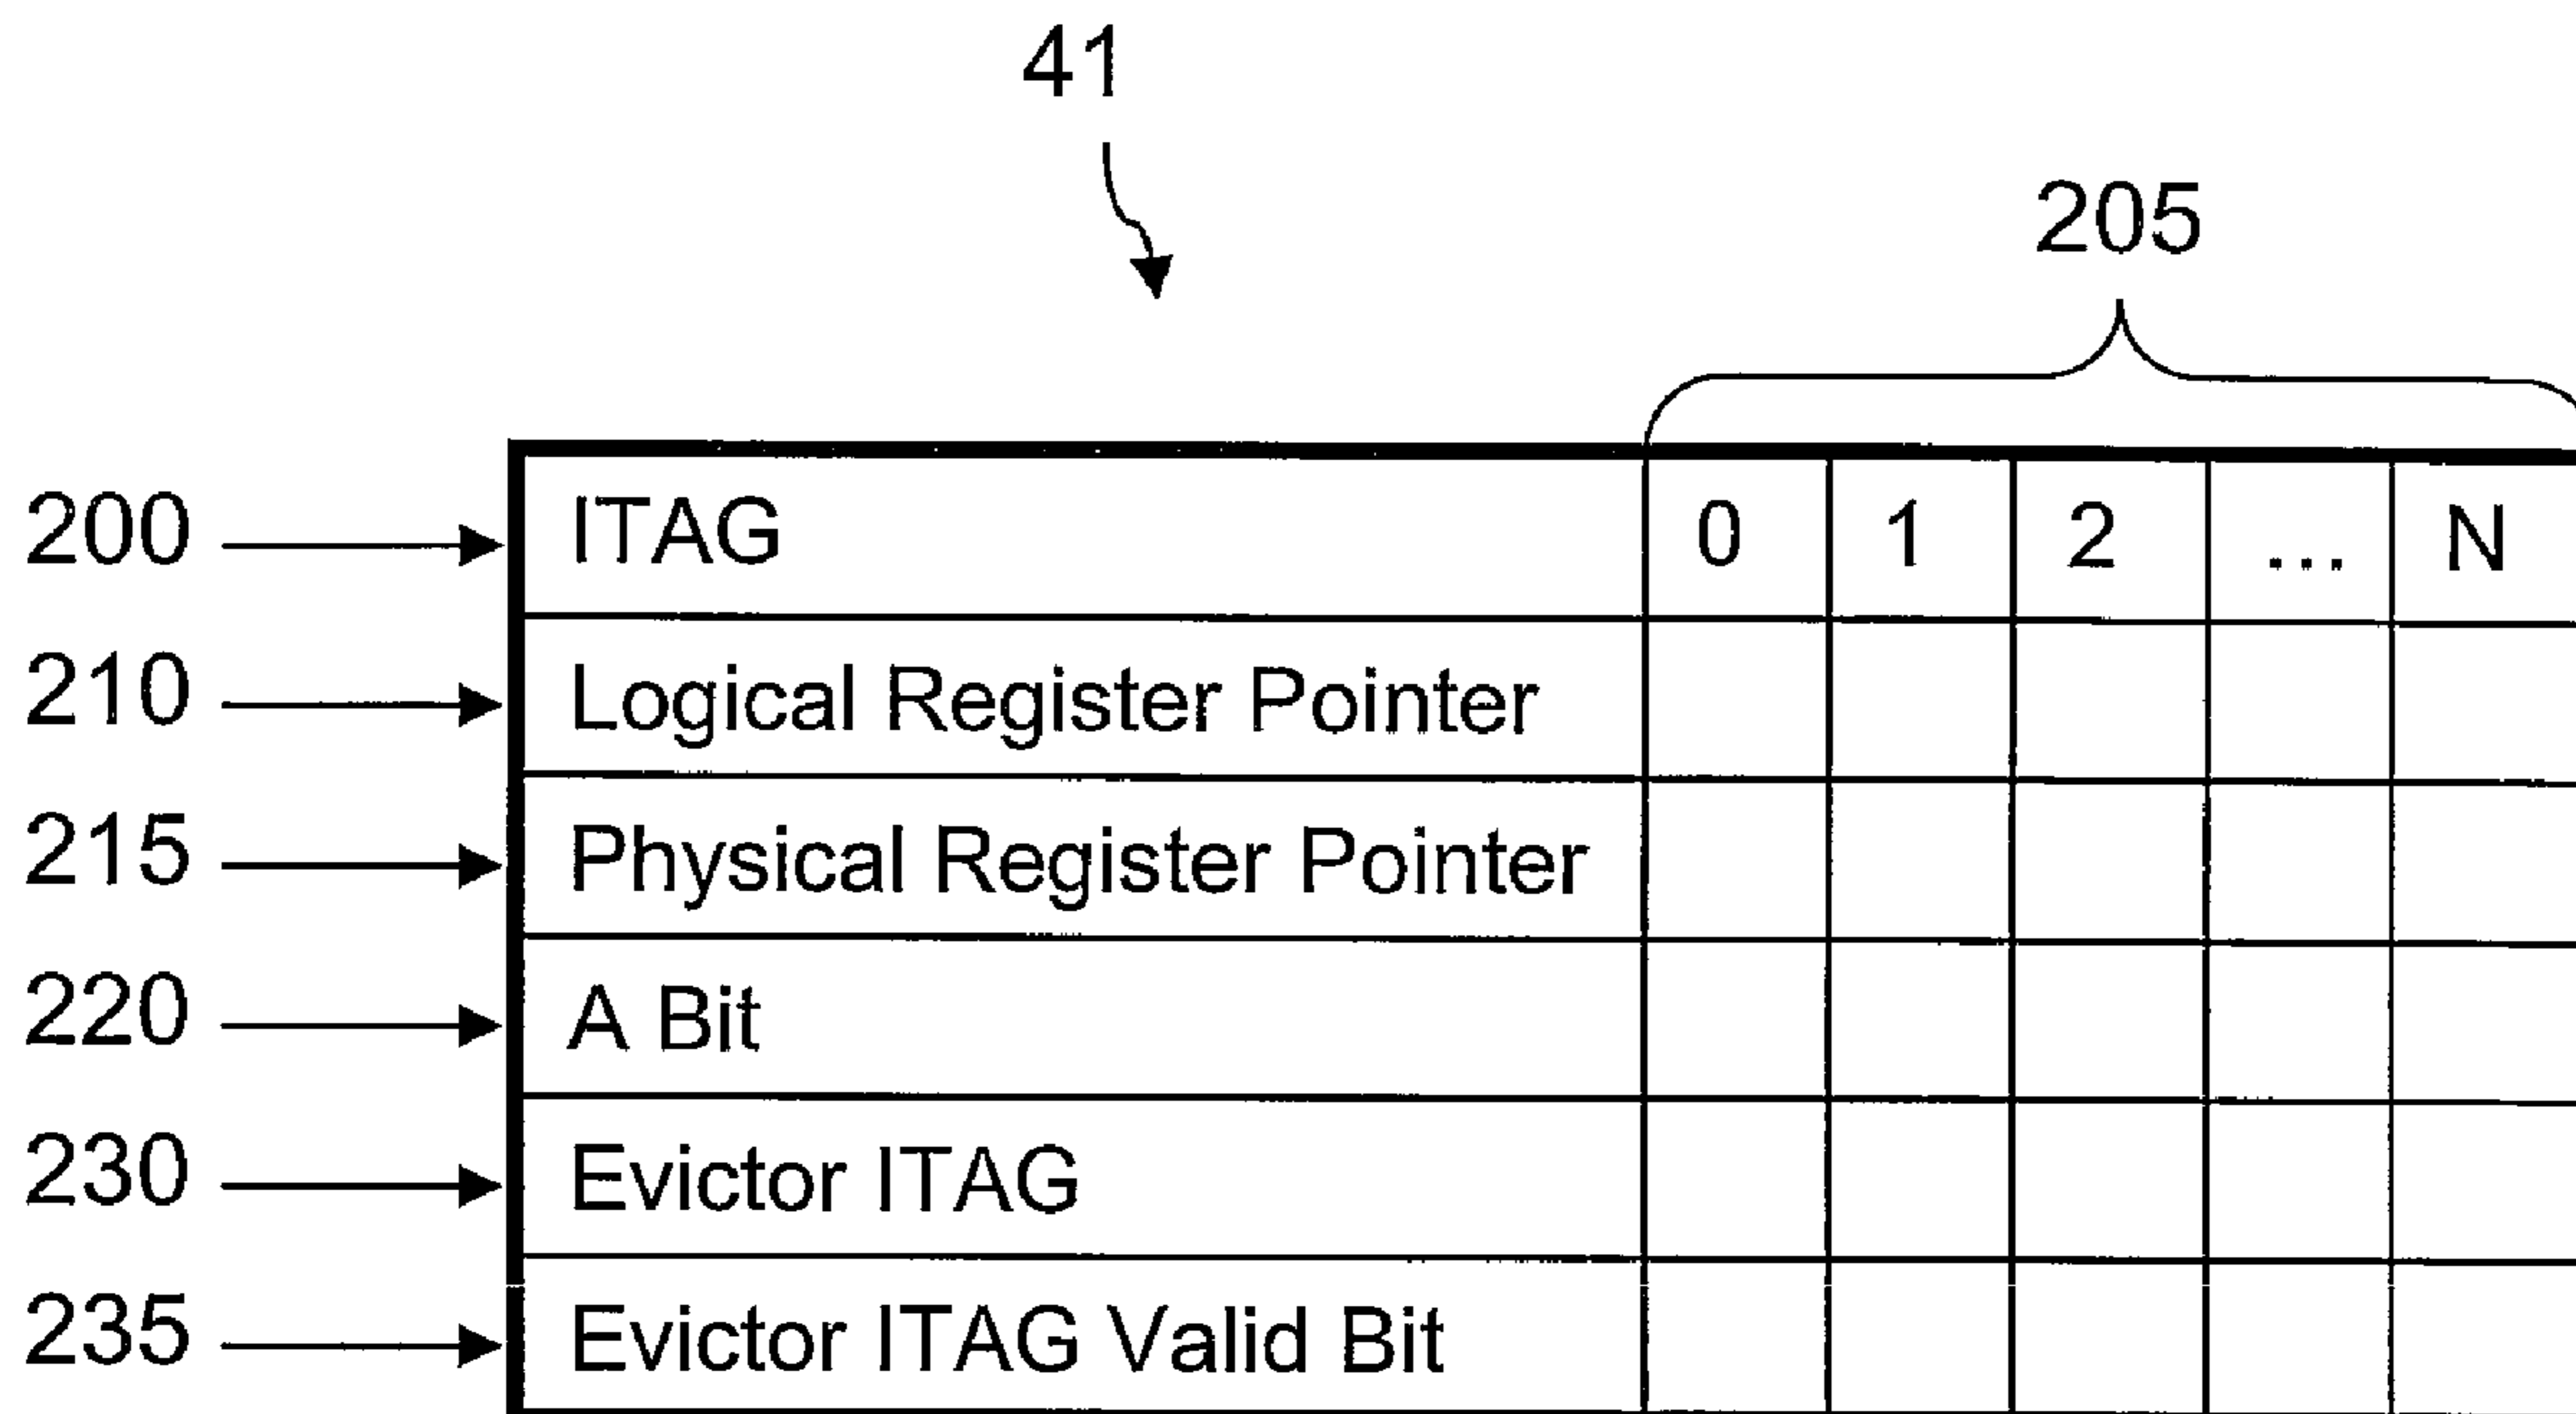 41
205
200 ITAG 0 1 2 ... N
210 Logical Register Pointer
215 Physical Register Pointer
220 A Bit
230 Evictor ITAG
235 Evictor ITAG Valid Bit